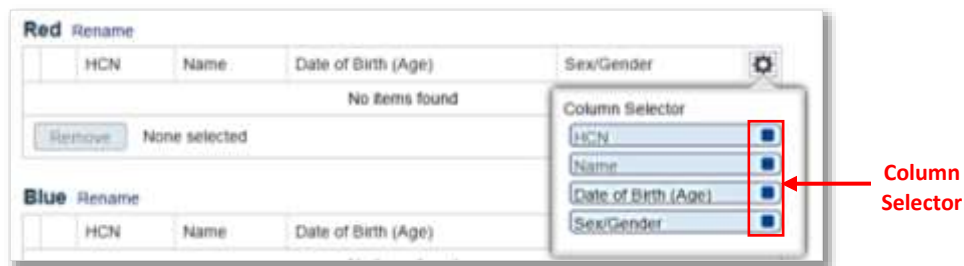 Red Rename
HCN Name Date of Birth (Age) Sex/Gender
No items found
Remove None selected
Column Selector
HCN
Name
Date of Birth (Age)
Sex/Gender
Column
Selector
Blue Rename
HCN Name Date of Birth (Age)